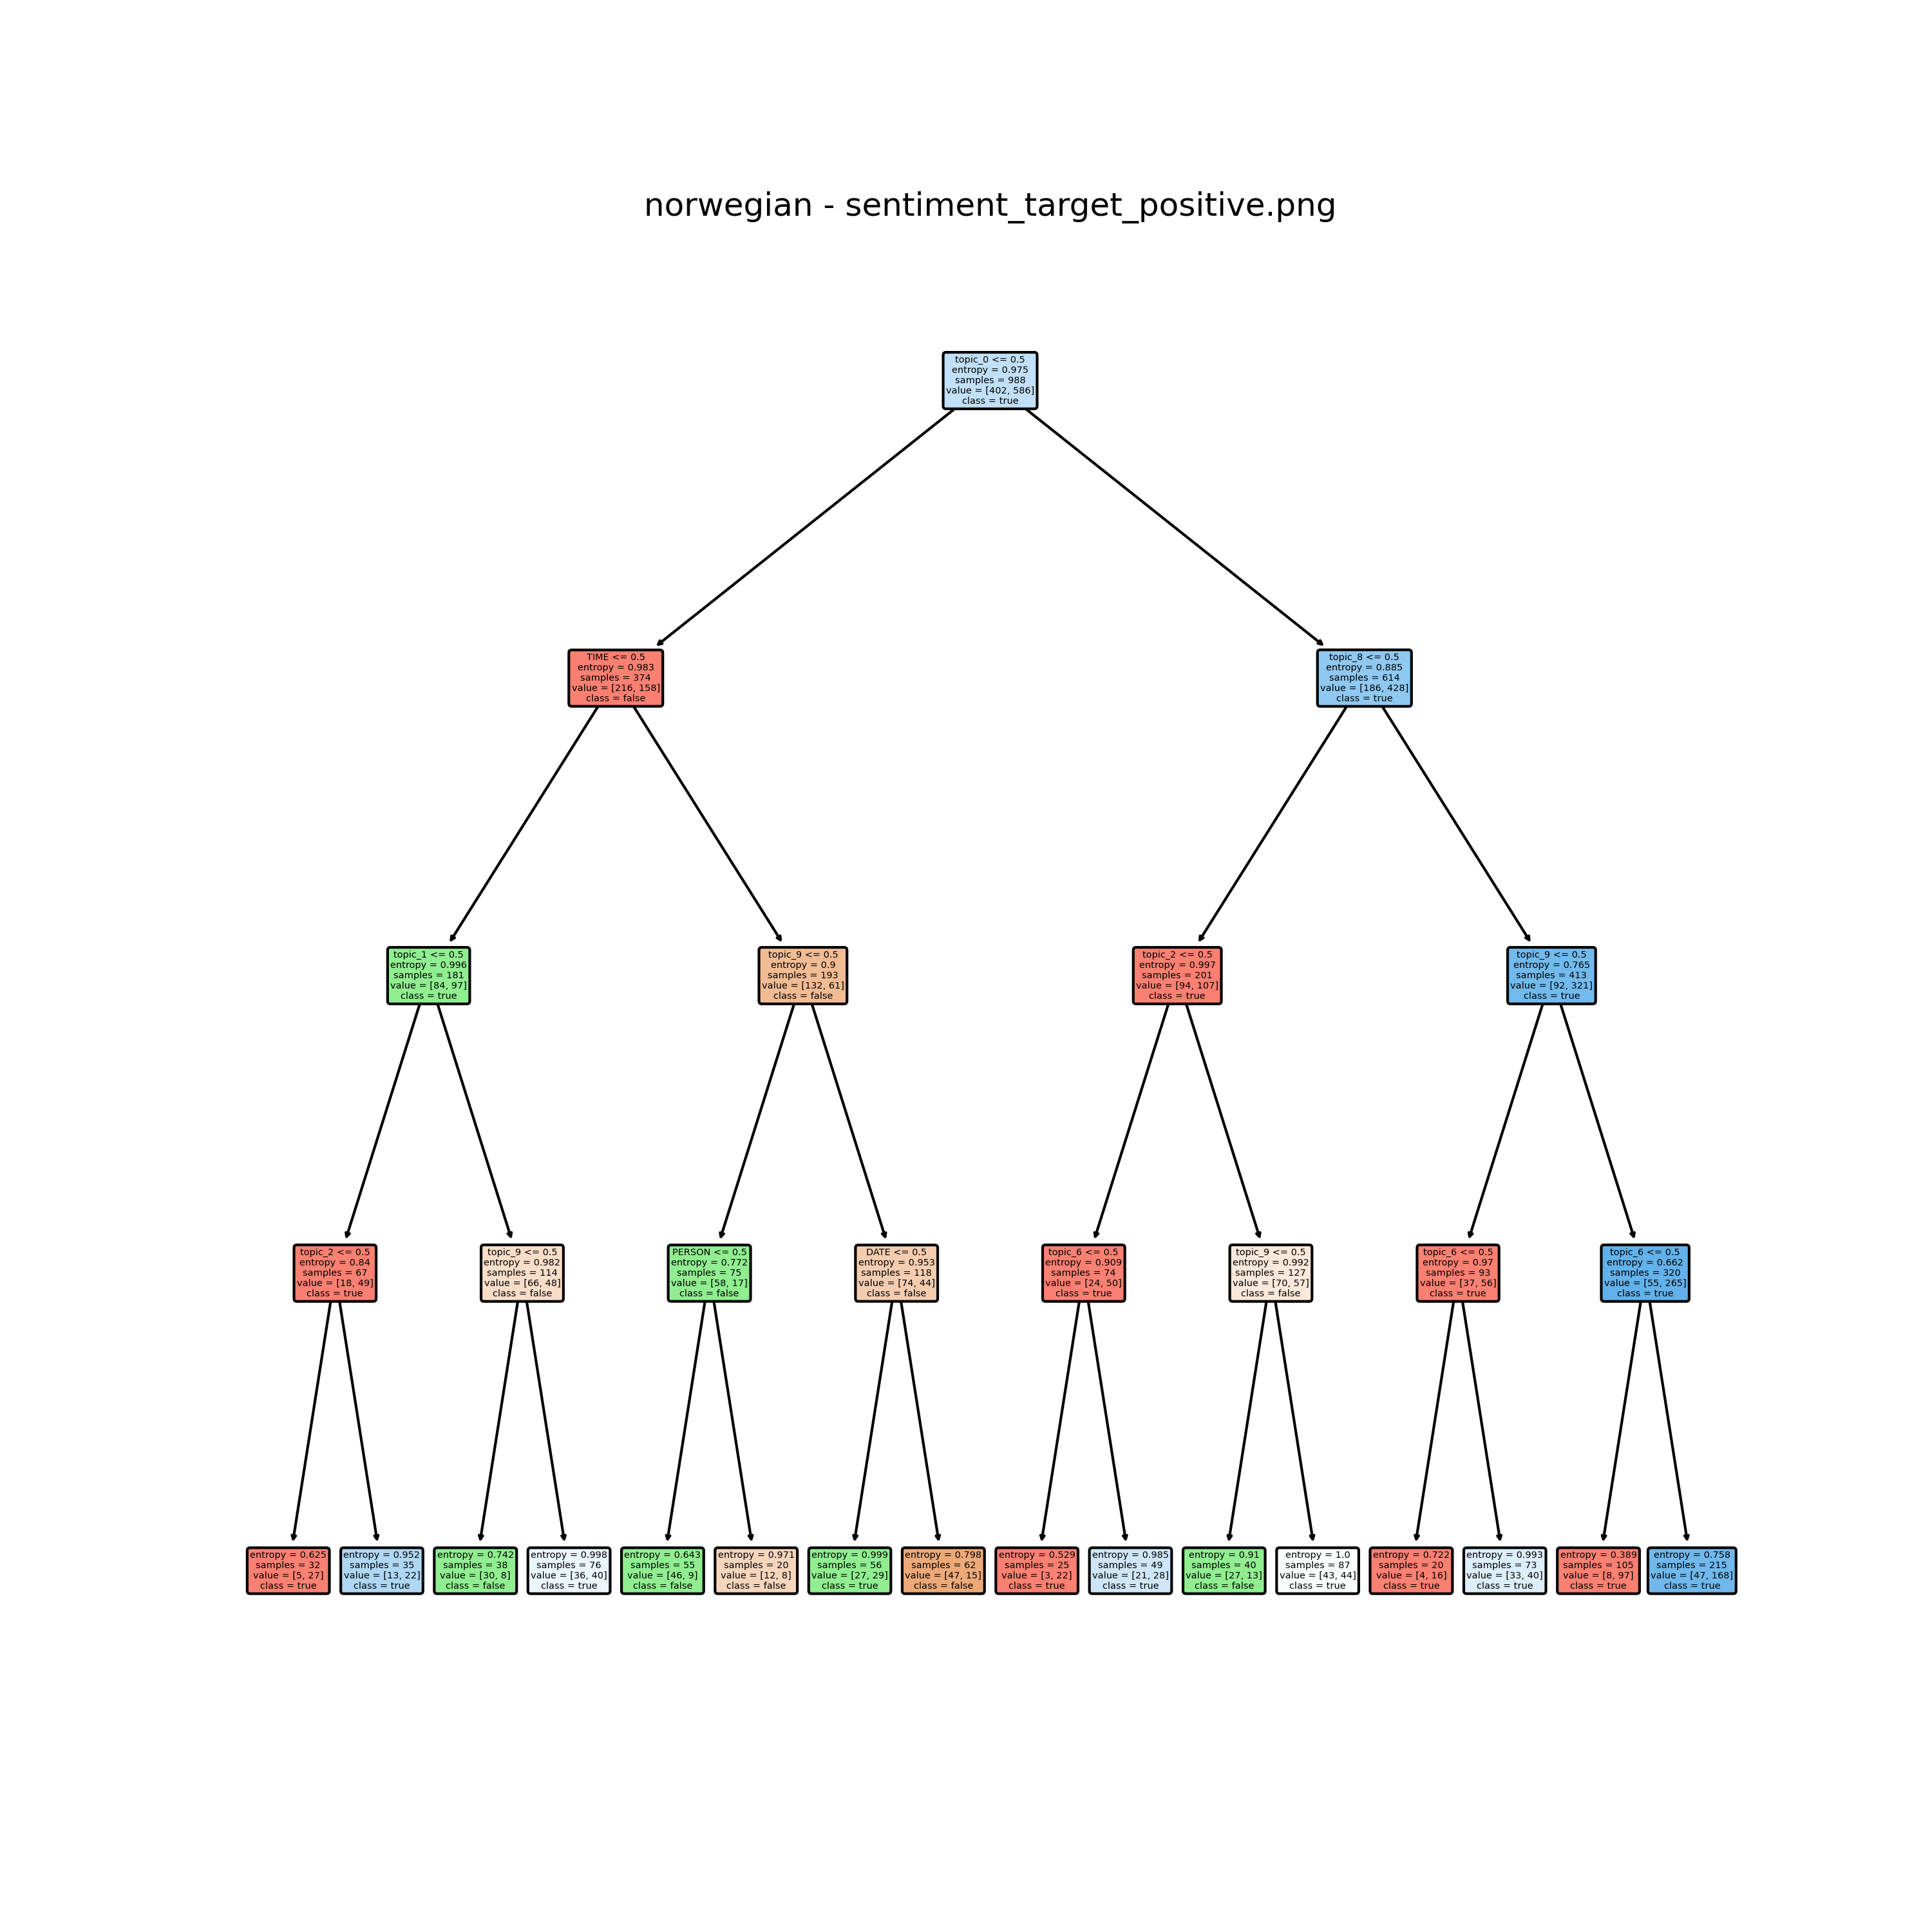 norwegian - sentiment_target_positive.png
topic_0 <= 0.5
entropy = 0.975
samples = 988
value = [402, 586]
class = true
TIME <= 0.5
entropy = 0.983
samples = 374
value = [216, 158]
class = false
topic_8 <= 0.5
entropy = 0.885
samples = 614
value = [186, 428]
class = true
topic_1 <= 0.5
entropy = 0.996
samples = 181
value = [84, 97]
class = true
topic_9 <= 0.5
entropy = 0.9
samples = 193
value = [132, 61]
class = false
topic_2 <= 0.5
entropy = 0.997
samples = 201
value = [94, 107]
class = true
topic_9 <= 0.5
entropy = 0.765
samples = 413
value = [92, 321]
class = true
topic_2 <= 0.5
entropy = 0.84
samples = 67
value = [18, 49]
class = true
topic_9 <= 0.5
entropy = 0.982
samples = 114
value = [66, 48]
class = false
PERSON <= 0.5
entropy = 0.772
samples = 75
value = [58, 17]
class = false
DATE <= 0.5
entropy = 0.953
samples = 118
value = [74, 44]
class = false
topic_6 <= 0.5
entropy = 0.909
samples = 74
value = [24, 50]
class = true
topic_9 <= 0.5
entropy = 0.992
samples = 127
value = [70, 57]
class = false
topic_6 <= 0.5
entropy = 0.97
samples = 93
value = [37, 56]
class = true
topic_6 <= 0.5
entropy = 0.662
samples = 320
value = [55, 265]
class = true
entropy = 0.625
samples = 32
value = [5, 27]
class = true
entropy = 0.952
samples = 35
value = [13, 22]
class = true
entropy = 0.742
samples = 38
value = [30, 8]
class = false
entropy = 0.998
samples = 76
value = [36, 40]
class = true
entropy = 0.643
samples = 55
value = [46, 9]
class = false
entropy = 0.971
samples = 20
value = [12, 8]
class = false
entropy = 0.999
samples = 56
value = [27, 29]
class = true
entropy = 0.798
samples = 62
value = [47, 15]
class = false
entropy = 0.529
samples = 25
value = [3, 22]
class = true
entropy = 0.985
samples = 49
value = [21, 28]
class = true
entropy = 0.91
samples = 40
value = [27, 13]
class = false
entropy = 1.0
samples = 87
value = [43, 44]
class = true
entropy = 0.722
samples = 20
value = [4, 16]
class = true
entropy = 0.993
samples = 73
value = [33, 40]
class = true
entropy = 0.389
samples = 105
value = [8, 97]
class = true
entropy = 0.758
samples = 215
value = [47, 168]
class = true